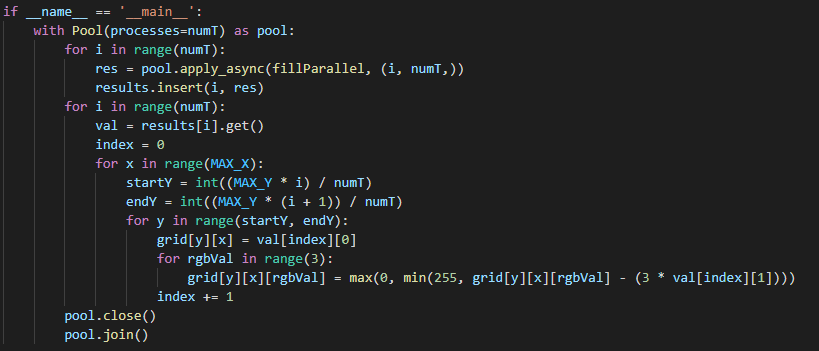 if __name__ == '__main__':
    with Pool(processes=numT) as pool:
        for i in range(numT):
            res = pool.apply_async(fillParallel, (i, numT,))
            results.insert(i, res)
        for i in range(numT):
            val = results[i].get()
            index = 0
            for x in range(MAX_X):
                startY = int((MAX_Y * i) / numT)
                endY = int((MAX_Y * (i + 1)) / numT)
                for y in range(startY, endY):
                    grid[y][x] = val[index][0]
                    for rgbVal in range(3):
                        grid[y][x][rgbVal] = max(0, min(255, grid[y][x][rgbVal] - (3 * val[index][1])))
                    index += 1
        pool.close()
        pool.join()